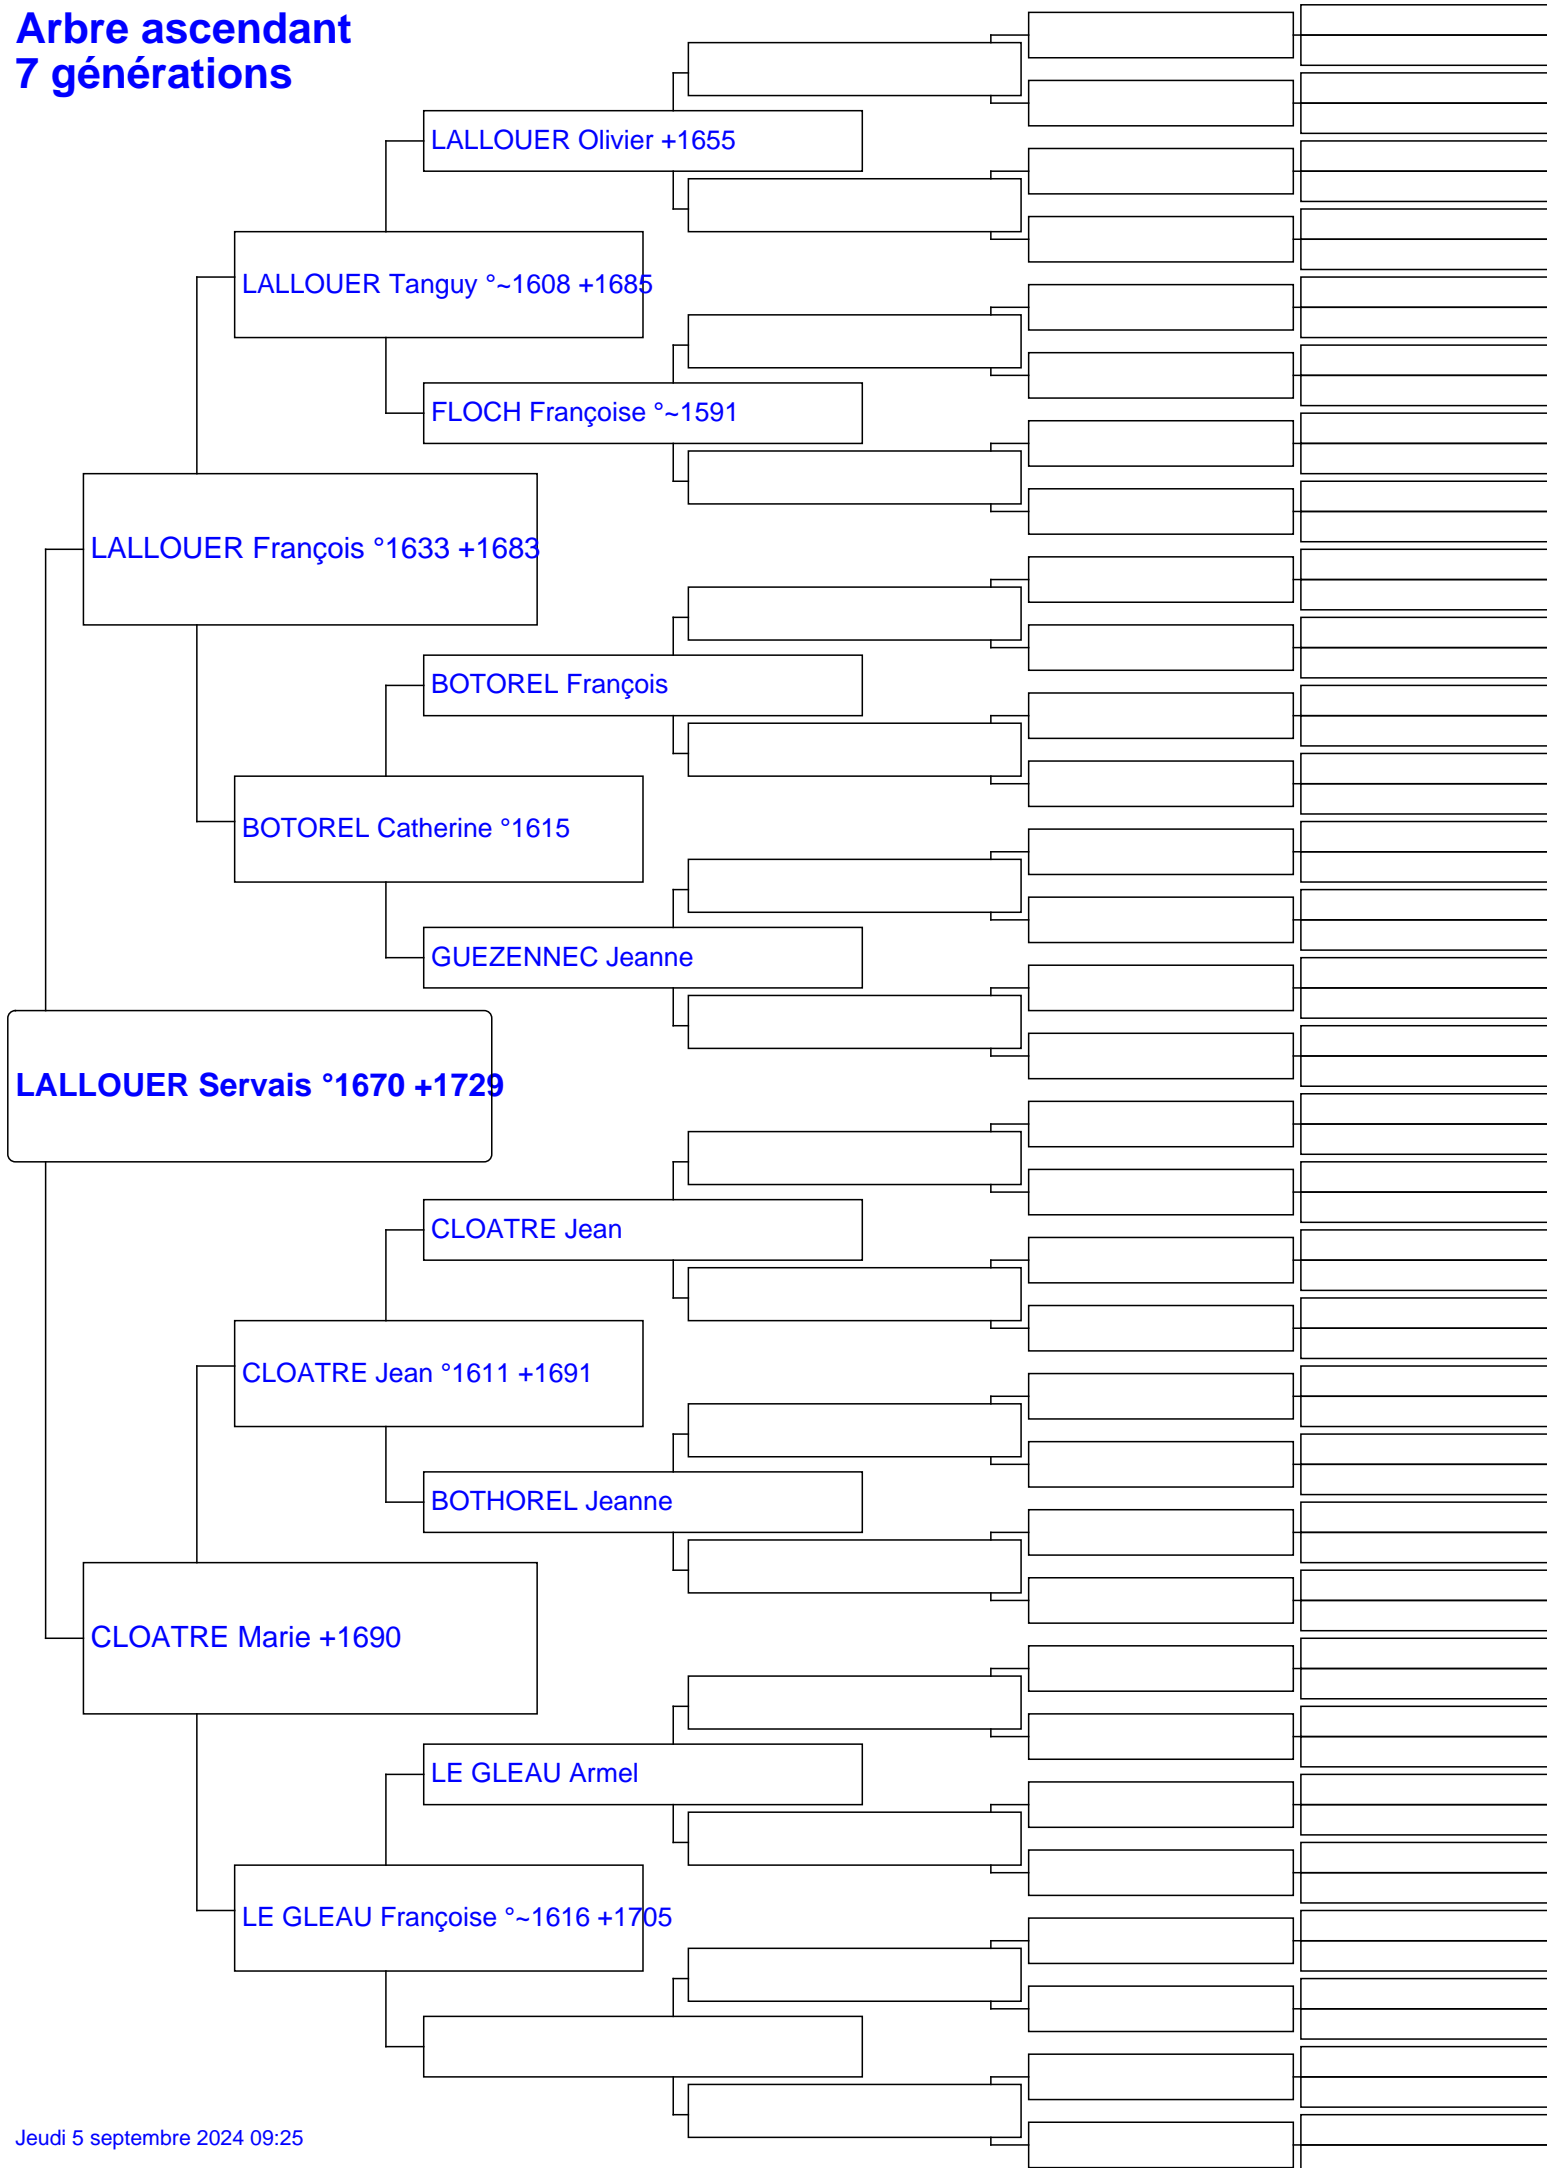 Arbre ascendant
7 générations
LALLOUER Olivier +1655
LALLOUER Tanguy °~1608 +1685
FLOCH Françoise °~1591
LALLOUER François °1633 +1683
BOTOREL François
BOTOREL Catherine °1615
GUEZENNEC Jeanne
LALLOUER Servais °1670 +1729
CLOATRE Jean
CLOATRE Jean °1611 +1691
BOTHOREL Jeanne
CLOATRE Marie +1690
LE GLEAU Armel
LE GLEAU Françoise °~1616 +1705
Jeudi 5 septembre 2024 09:25